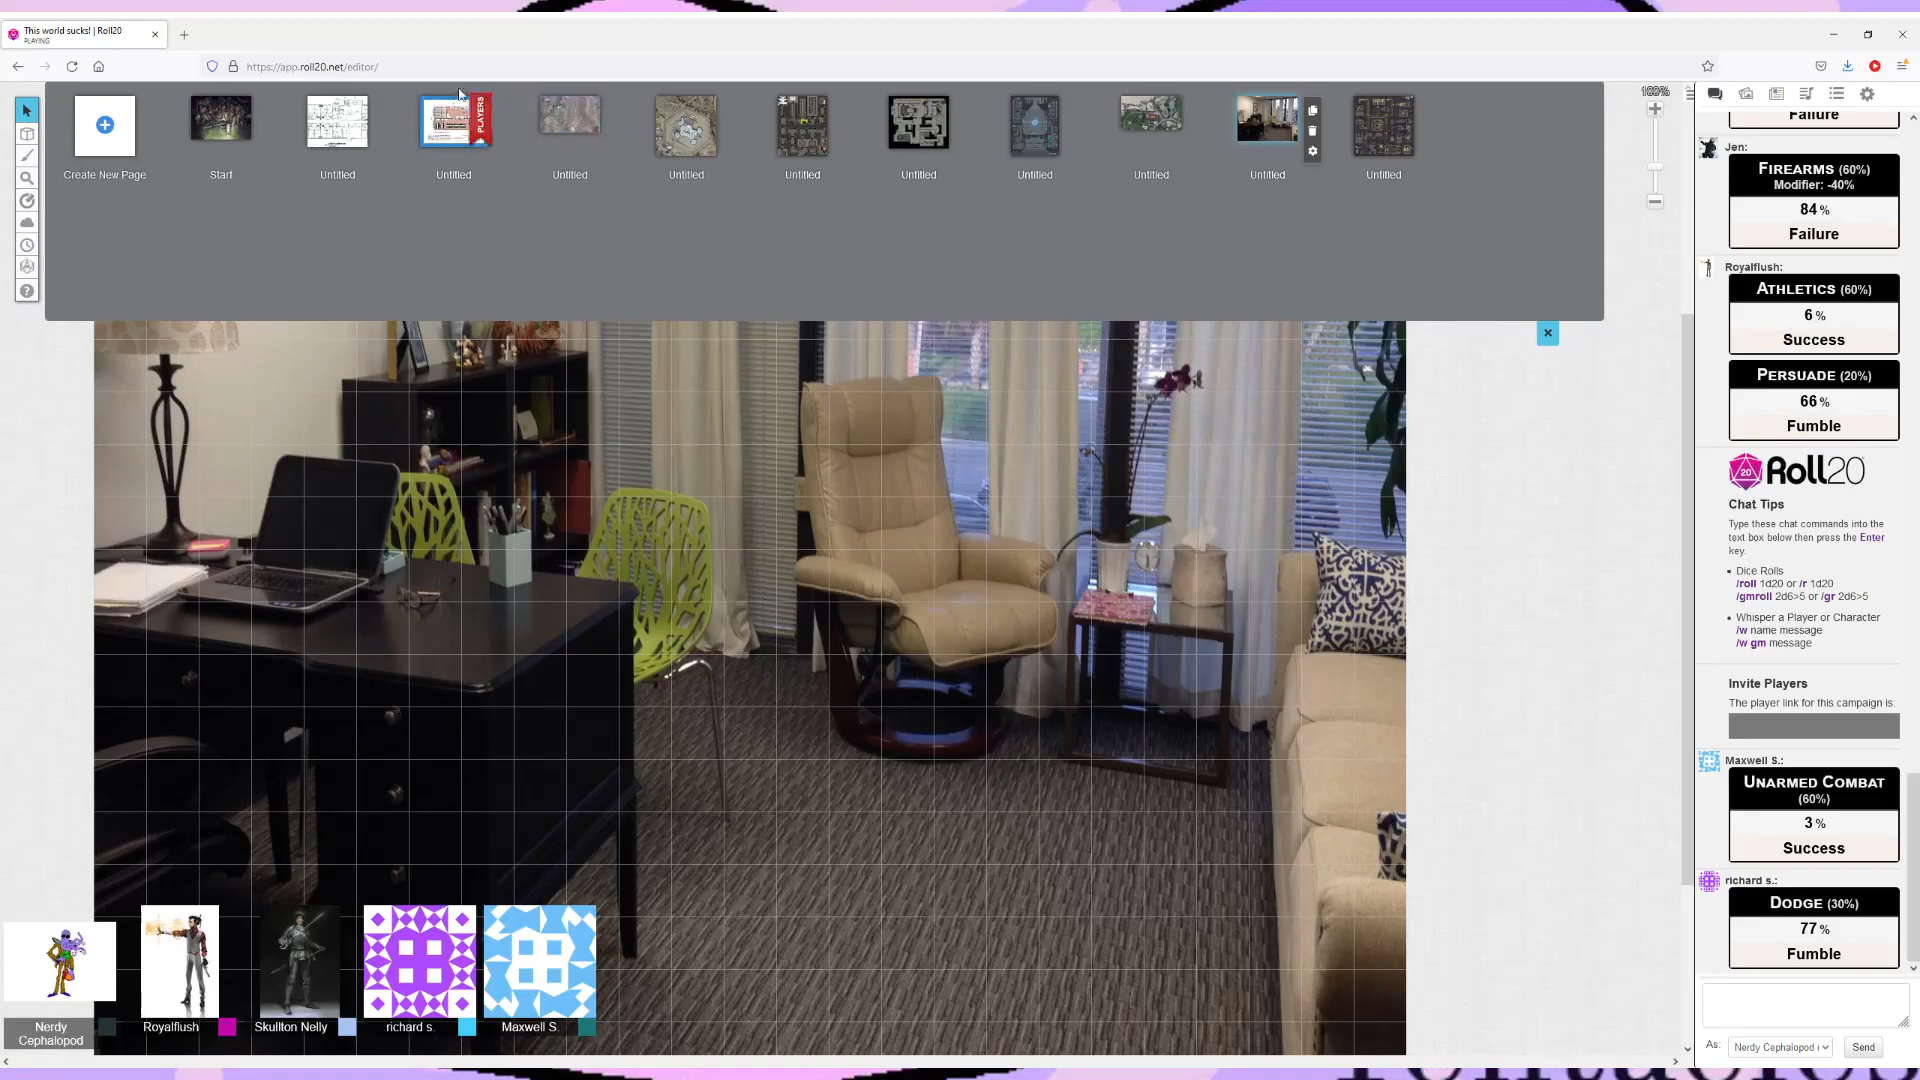 This world sucks! | Roll20
PLAYING
https://app.roll20.net/editor/
Create New Page
Start
Untitled
PLAYERS
Untitled
Untitled
Untitled
Untitled
Untitled
Untitled
Untitled
Untitled
Untitled
100%
Failure
Jen:
FIREARMS (60%)
Modifier: -40%
84 %
Failure
Royalflush:
ATHLETICS (60%)
6 %
Success
PERSUADE (20%)
66 %
Fumble
20 Roll20
Chat Tips
Type these chat commands into the
text box below then press the Enter
key.
• Dice Rolls
/roll 1d20 or /r 1d20
/gmroll 2d6>5 or /gr 2d6>5
• Whisper a Player or Character
/w name message
/w gm message
Invite Players
The player link for this campaign is:
Maxwell S.:
UNARMED COMBAT
(60%)
3 %
Success
richard s.:
DODGE (30%)
77 %
Fumble
As: Nerdy Cephalopod ( Send
Nerdy
Cephalopod
Royalflush
Skullton Nelly
richard s.
Maxwell S.